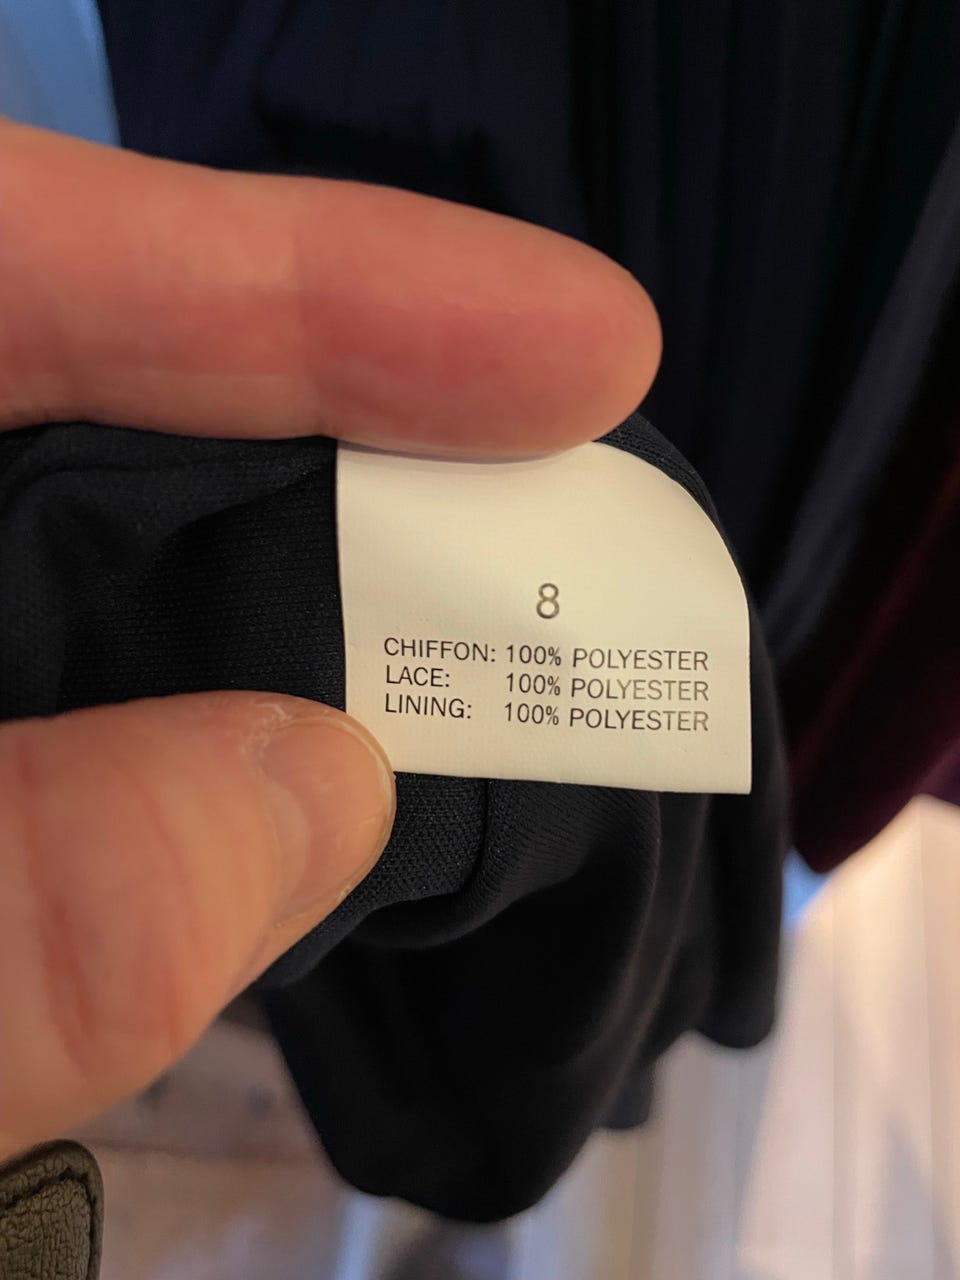 8
CHIFFON: 100% POLYESTER
LACE: 100% POLYESTER
LINING: 100% POLYESTER